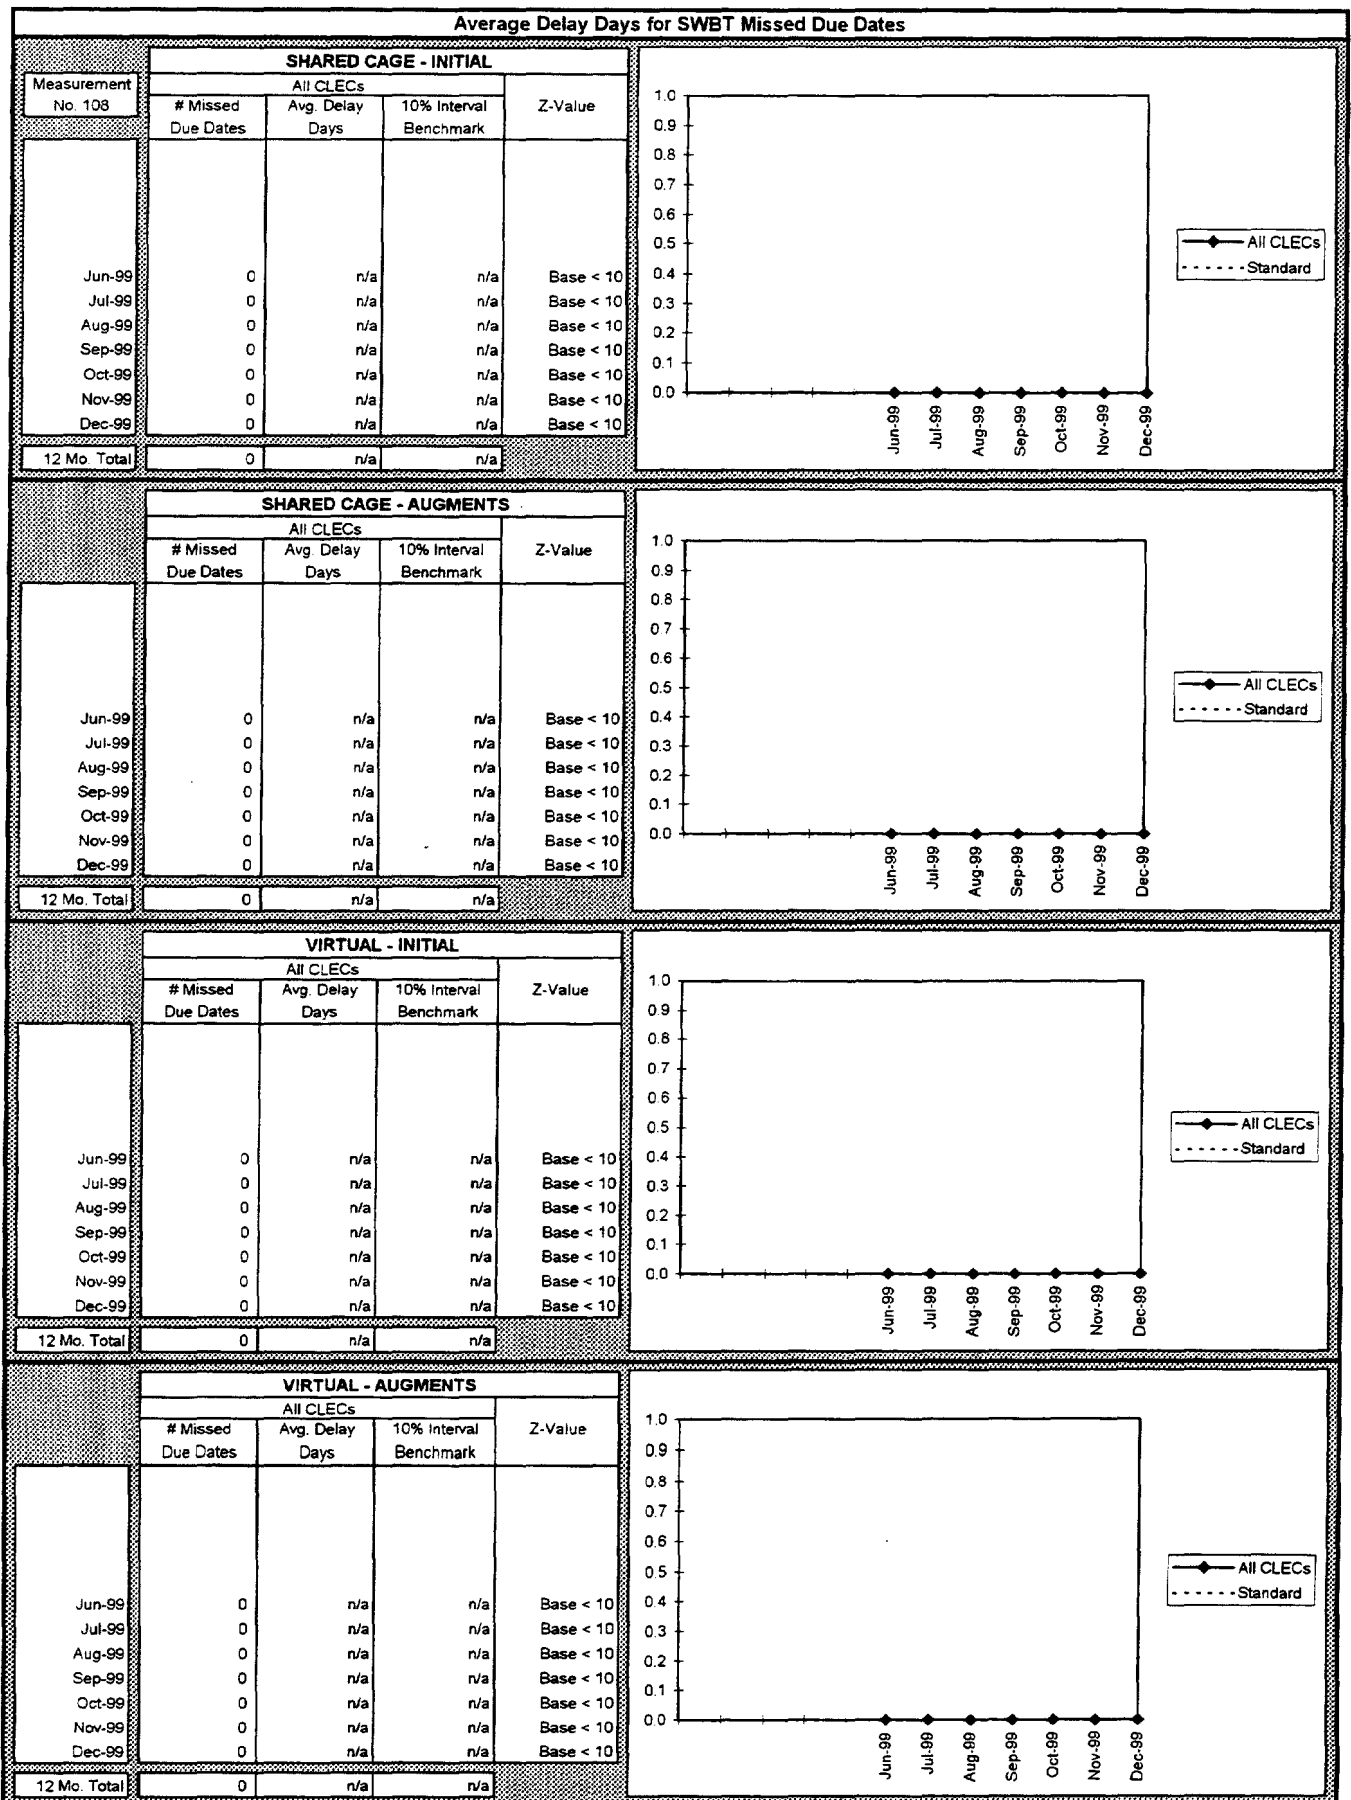 Average Delay Days for SWBT Missed Due Dates
SHARED CAGE - INITIAL
Measurement No. 108
All CLECs
# Missed Due Dates Avg. Delay Days 10% Interval Benchmark Z-Value
Jun-99 0 n/a n/a Base < 10
Jul-99 0 n/a n/a Base < 10
Aug-99 0 n/a n/a Base < 10
Sep-99 0 n/a n/a Base < 10
Oct-99 0 n/a n/a Base < 10
Nov-99 0 n/a n/a Base < 10
Dec-99 0 n/a n/a Base < 10
12 Mo. Total 0 n/a n/a
1.0
0.9
0.8
0.7
0.6
0.5
0.4
0.3
0.2
0.1
0.0
Jun-99 Jul-99 Aug-99 Sep-99 Oct-99 Nov-99 Dec-99
All CLECs
Standard
SHARED CAGE - AUGMENTS
All CLECs
# Missed Due Dates Avg. Delay Days 10% Interval Benchmark Z-Value
Jun-99 0 n/a n/a Base < 10
Jul-99 0 n/a n/a Base < 10
Aug-99 0 n/a n/a Base < 10
Sep-99 0 n/a n/a Base < 10
Oct-99 0 n/a n/a Base < 10
Nov-99 0 n/a n/a Base < 10
Dec-99 0 n/a n/a Base < 10
12 Mo. Total 0 n/a n/a
1.0
0.9
0.8
0.7
0.6
0.5
0.4
0.3
0.2
0.1
0.0
Jun-99 Jul-99 Aug-99 Sep-99 Oct-99 Nov-99 Dec-99
All CLECs
Standard
VIRTUAL - INITIAL
All CLECs
# Missed Due Dates Avg. Delay Days 10% Interval Benchmark Z-Value
Jun-99 0 n/a n/a Base < 10
Jul-99 0 n/a n/a Base < 10
Aug-99 0 n/a n/a Base < 10
Sep-99 0 n/a n/a Base < 10
Oct-99 0 n/a n/a Base < 10
Nov-99 0 n/a n/a Base < 10
Dec-99 0 n/a n/a Base < 10
12 Mo. Total 0 n/a n/a
1.0
0.9
0.8
0.7
0.6
0.5
0.4
0.3
0.2
0.1
0.0
Jun-99 Jul-99 Aug-99 Sep-99 Oct-99 Nov-99 Dec-99
All CLECs
Standard
VIRTUAL - AUGMENTS
All CLECs
# Missed Due Dates Avg. Delay Days 10% Interval Benchmark Z-Value
Jun-99 0 n/a n/a Base < 10
Jul-99 0 n/a n/a Base < 10
Aug-99 0 n/a n/a Base < 10
Sep-99 0 n/a n/a Base < 10
Oct-99 0 n/a n/a Base < 10
Nov-99 0 n/a n/a Base < 10
Dec-99 0 n/a n/a Base < 10
12 Mo. Total 0 n/a n/a
1.0
0.9
0.8
0.7
0.6
0.5
0.4
0.3
0.2
0.1
0.0
Jun-99 Jul-99 Aug-99 Sep-99 Oct-99 Nov-99 Dec-99
All CLECs
Standard